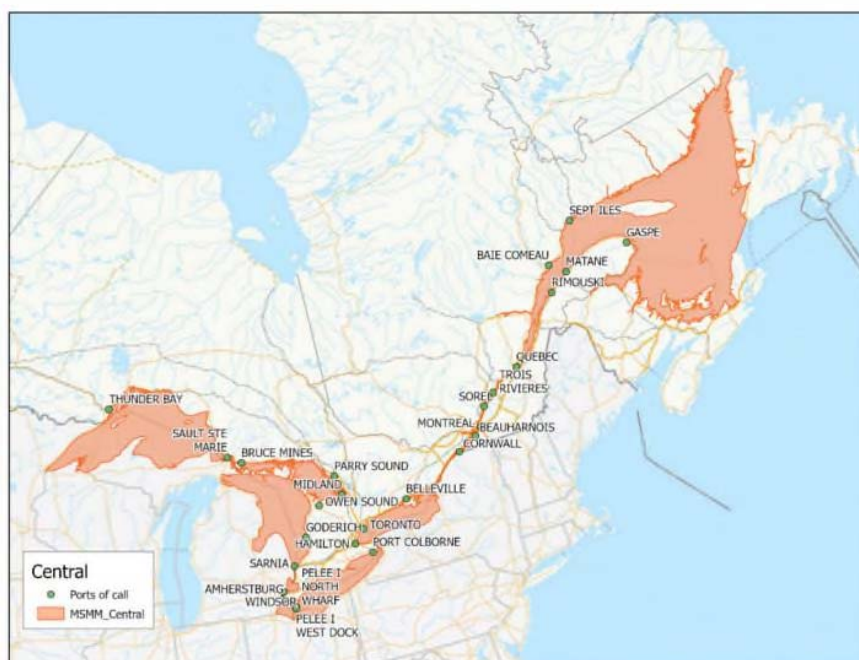 SEPT ILES
GASPE
BAIE COMEAU
MATANE
RIMOUSKI
QUEBEC
TROIS
RIVIERES
SOREL
MONTREAL
BEAUHARNOIS
CORNWALL
THUNDER BAY
SAULT STE
MARIE
BRUCE MINES
PARRY SOUND
MIDLAND
OWEN SOUND
BELLEVILLE
GODERICH
TORONTO
HAMILTON
PORT COLBORNE
SARNIA
PELEE I
NORTH
WHARF
AMHERSTBURG
WINDSOR
PELEE I
WEST DOCK
Central
Ports of call
MSMM_Central